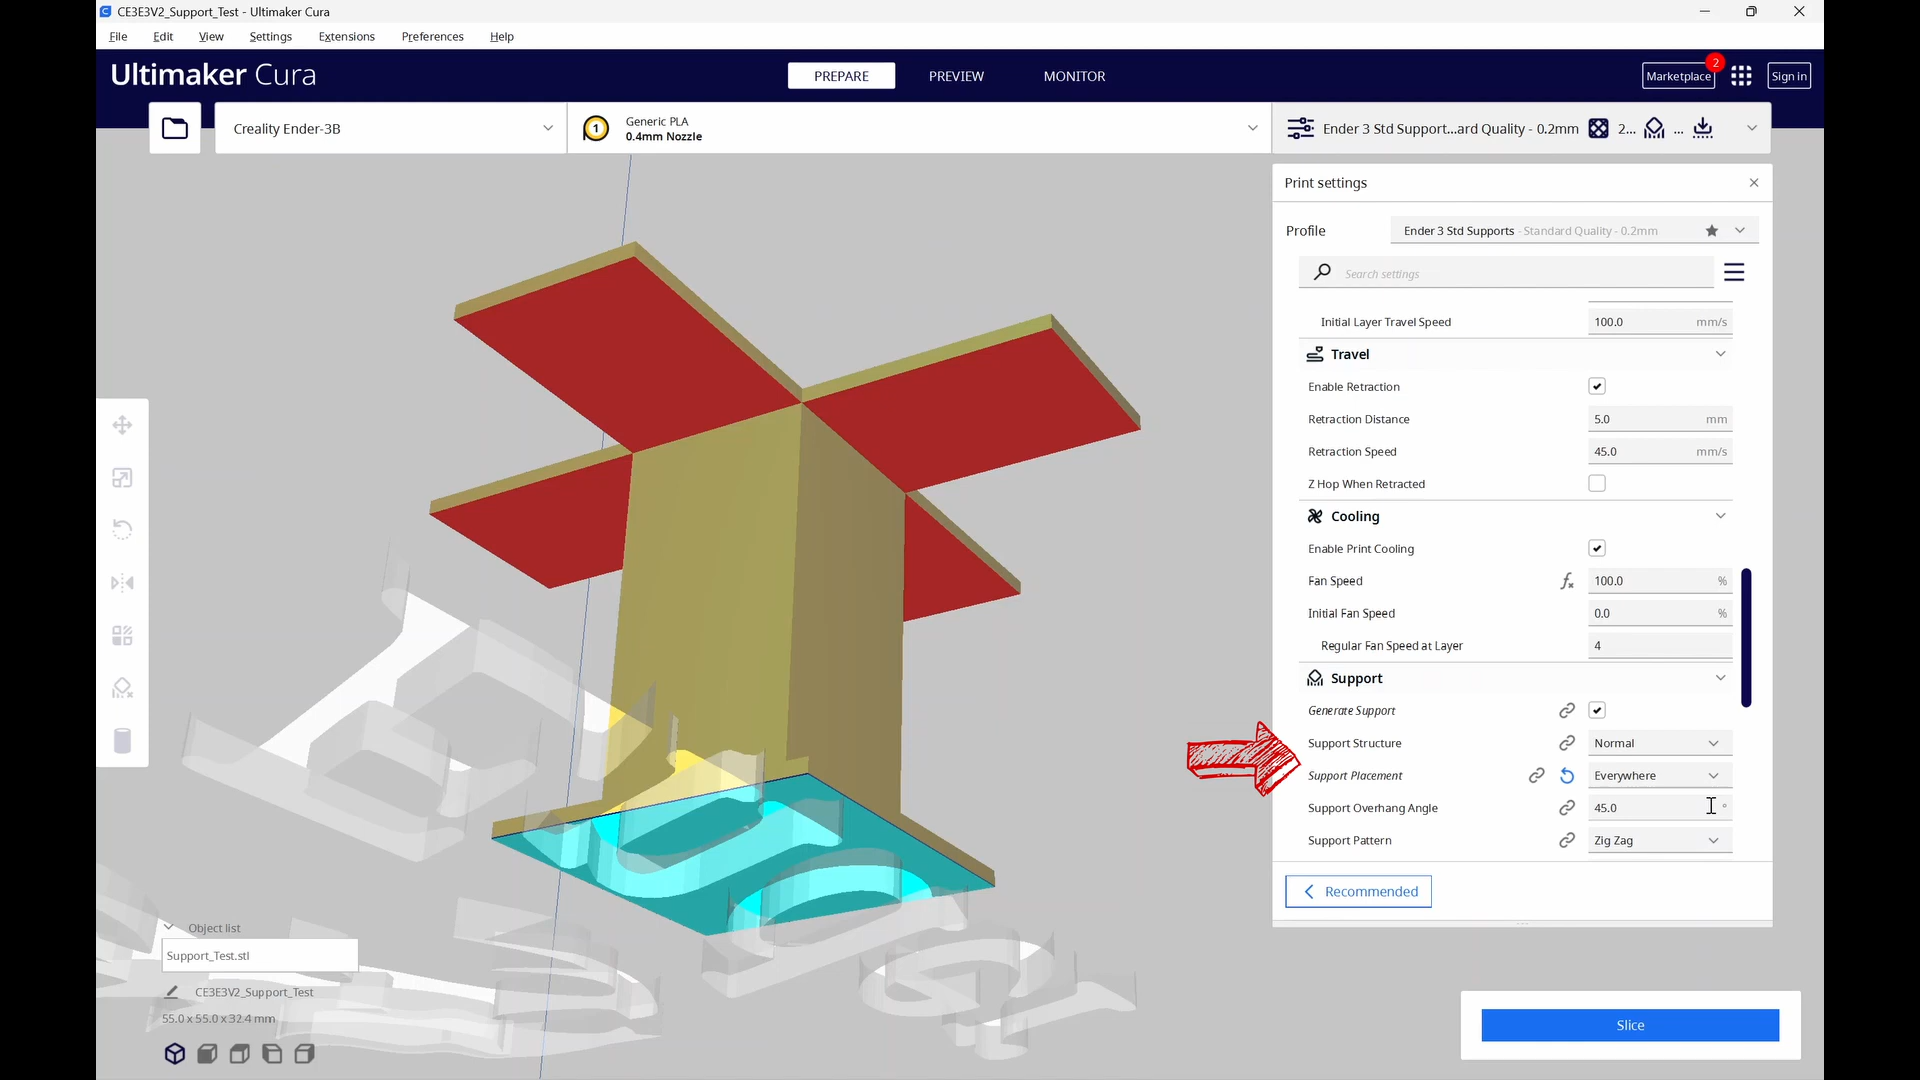 CE3E3V2_Support_Test - Ultimaker Cura
File Edit View Settings Extensions Preferences Help
Ultimaker Cura
PREPARE PREVIEW MONITOR
Marketplace 2 Sign in
Creality Ender-3B
1 Generic PLA
0.4mm Nozzle
Ender 3 Std Support...ard Quality - 0.2mm 2... ...
Print settings
Profile Ender 3 Std Supports - Standard Quality - 0.2mm
Search settings
Initial Layer Travel Speed 100.0 mm/s
Travel
Enable Retraction
Retraction Distance 5.0 mm
Retraction Speed 45.0 mm/s
Z Hop When Retracted
Cooling
Enable Print Cooling
Fan Speed fx 100.0 %
Initial Fan Speed 0.0 %
Regular Fan Speed at Layer 4
Support
Generate Support
Support Structure Normal
Support Placement Everywhere
Support Overhang Angle 45.0 °
Support Pattern Zig Zag
Recommended
Object list
Support_Test.stl
CE3E3V2_Support_Test
55.0 x 55.0 x 32.4 mm
Slice